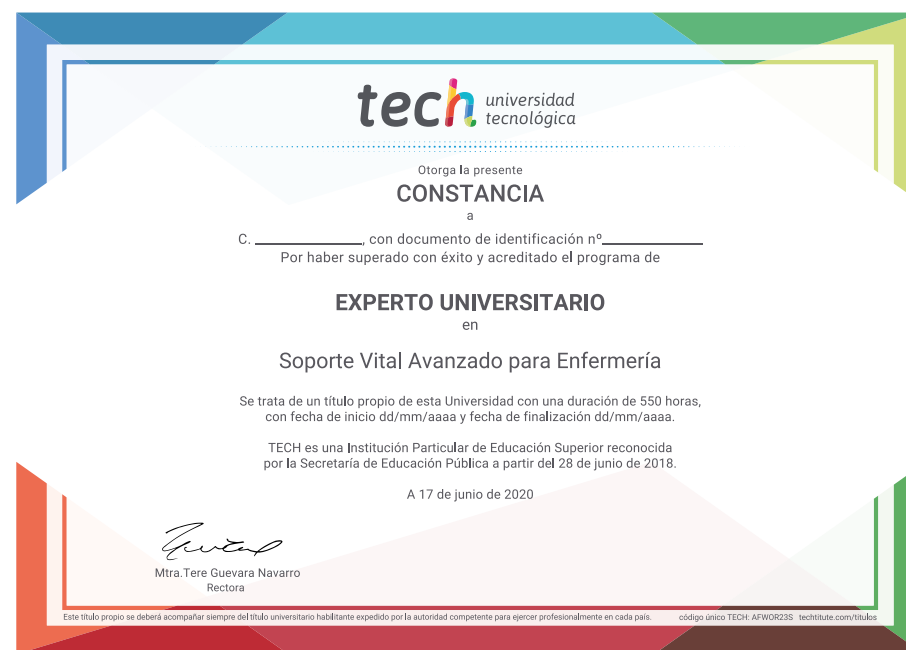 tech universidad
tecnológica
Otorga la presente
CONSTANCIA
a
C. ______________, con documento de identificación nº_____________
Por haber superado con éxito y acreditado el programa de
EXPERTO UNIVERSITARIO
en
Soporte Vital Avanzado para Enfermería
Se trata de un título propio de esta Universidad con una duración de 550 horas,
con fecha de inicio dd/mm/aaaa y fecha de finalización dd/mm/aaaa.
TECH es una Institución Particular de Educación Superior reconocida
por la Secretaría de Educación Pública a partir del 28 de junio de 2018.
A 17 de junio de 2020
Mtra.Tere Guevara Navarro
Rectora
Este título propio se deberá acompañar siempre del título universitario habilitante expedido por la autoridad competente para ejercer profesionalmente en cada país. código único TECH: AFWOR23S techtitute.com/titulos